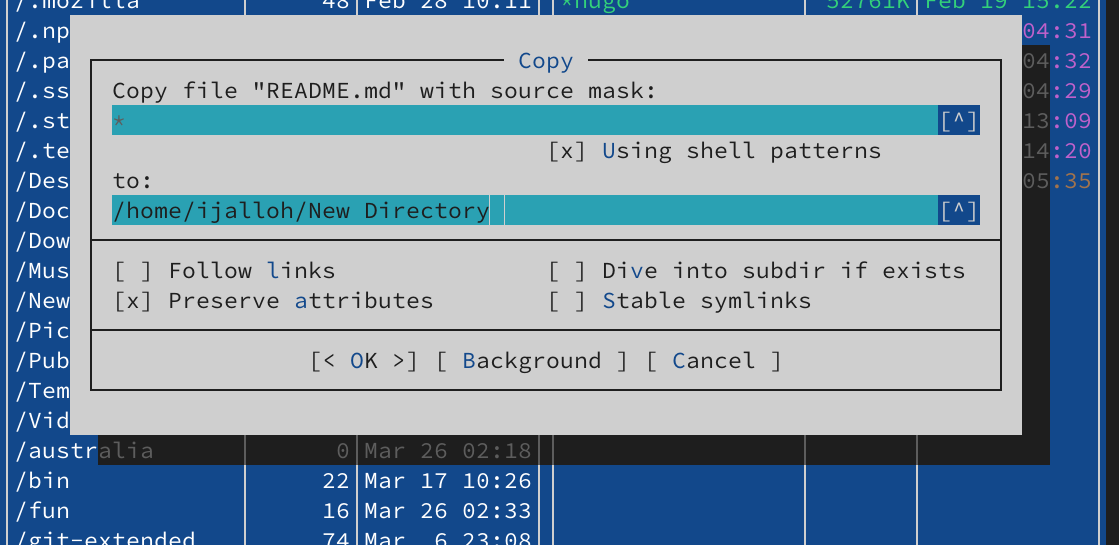 /.mozilla 48 Feb 28 10:11 *hugo 52761K Feb 19 15:22
/.np 04:31
Copy
/.pa 04:32
Copy file "README.md" with source mask:
/.ss 04:29
* [^]
/.st 13:09
[x] Using shell patterns
/.te 14:20
to:
/Des 05:35
/home/ijalloh/New Directory [^]
/Doc
/Dow
[ ] Follow links [ ] Dive into subdir if exists
/Mus
[x] Preserve attributes [ ] Stable symlinks
/New
/Pic
[< OK >] [ Background ] [ Cancel ]
/Pub
/Tem
/Vid
/australia 0 Mar 26 02:18
/bin 22 Mar 17 10:26
/fun 16 Mar 26 02:33
/git-extended 74 Mar 6 23:08